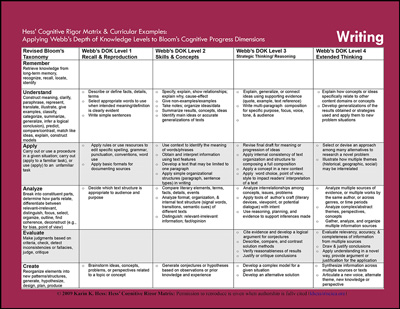 Hess' Cognitive Rigor Matrix & Curricular Examples:
Applying Webb's Depth of Knowledge Levels to Bloom's Cognitive Process Dimensions
Writing
Revised Bloom's
Taxonomy
Webb's DOK Level 1
Recall & Reproduction
Webb's DOK Level 2
Skills & Concepts
Webb's DOK Level 3
Strategic Thinking/ Reasoning
Webb's DOK Level 4
Extended Thinking
Remember
Retrieve knowledge from
long-term memory,
recognize, recall, locate,
identify
Understand
Construct meaning, clarify,
paraphrase, represent,
translate, illustrate, give
examples, classify,
categorize, summarize,
generalize, infer a logical
conclusion), predict,
compare/contrast, match like
ideas, explain, construct
models
o Describe or define facts, details,
terms
o Select appropriate words to use
when intended meaning/definition
is clearly evident
o Write simple sentences
o Specify, explain, show relationships,
explain why, cause-effect
o Give non-examples/examples
o Take notes; organize ideas/data
o Summarize results, concepts, ideas
o Identify main ideas or accurate
generalizations of texts
o Explain, generalize, or connect
ideas using supporting evidence
(quote, example, text reference)
o Write multi-paragraph composition
for specific purpose, focus, voice,
tone, & audience
o Explain how concepts or ideas
specifically relate to other
content domains or concepts
o Develop generalizations of the
results obtained or strategies
used and apply them to new
problem situations
Apply
Carry out or use a procedure
in a given situation; carry out
(apply to a familiar task), or
use (apply) to an unfamiliar
task
o Apply rules or use resources to
edit specific spelling, grammar,
punctuation, conventions, word
use
o Apply basic formats for
documenting sources
o Use context to identify the meaning
of words/phrases
o Obtain and interpret information
using text features
o Develop a text that may be limited to
one paragraph
o Apply simple organizational
structures (paragraph, sentence
types) in writing
o Revise final draft for meaning or
progression of ideas
o Apply internal consistency of text
organization and structure to
composing a full composition
o Apply a concept in a new context
o Apply word choice, point of view,
style to impact readers' interpretation
of a text
o Select or devise an approach
among many alternatives to
research a novel problem
o Illustrate how multiple themes
(historical, geographic, social)
may be interrelated
Analyze
Break into constituent parts,
determine how parts relate,
differentiate between
relevant-irrelevant,
distinguish, focus, select,
organize, outline, find
coherence, deconstruct (e.g.,
for bias, point of view)
o Decide which text structure is
appropriate to audience and
purpose
o Compare literary elements, terms,
facts, details, events
o Analyze format, organization, &
internal text structure (signal words,
transitions, semantic cues) of
different texts
o Distinguish: relevant-irrelevant
information; fact/opinion
o Analyze interrelationships among
concepts, issues, problems
o Apply tools of author's craft (literary
devices, viewpoint, or potential
dialogue) with intent
o Use reasoning, planning, and
evidence to support inferences made
o Analyze multiple sources of
evidence, or multiple works by
the same author, or across
genres, or time periods
o Analyze complex/abstract
themes, perspectives,
concepts
o Gather, analyze, and organize
multiple information sources
Evaluate
Make judgments based on
criteria, check, detect
inconsistencies or fallacies,
judge, critique
o Cite evidence and develop a logical
argument for conjectures
o Describe, compare, and contrast
solution methods
o Verify reasonableness of results
o Justify or critique conclusions
o Evaluate relevancy, accuracy, &
completeness of information
from multiple sources
o Draw & justify conclusions
o Apply understanding in a novel
way, provide argument or
justification for the application
Create
Reorganize elements into
new patterns/structures,
generate, hypothesize,
design, plan, produce
o Brainstorm ideas, concepts,
problems, or perspectives related
to a topic or concept
o Generate conjectures or hypotheses
based on observations or prior
knowledge and experience
o Develop a complex model for a
given situation
o Develop an alternative solution
o Synthesize information across
multiple sources or texts
o Articulate a new voice, alternate
theme, new knowledge or
perspective